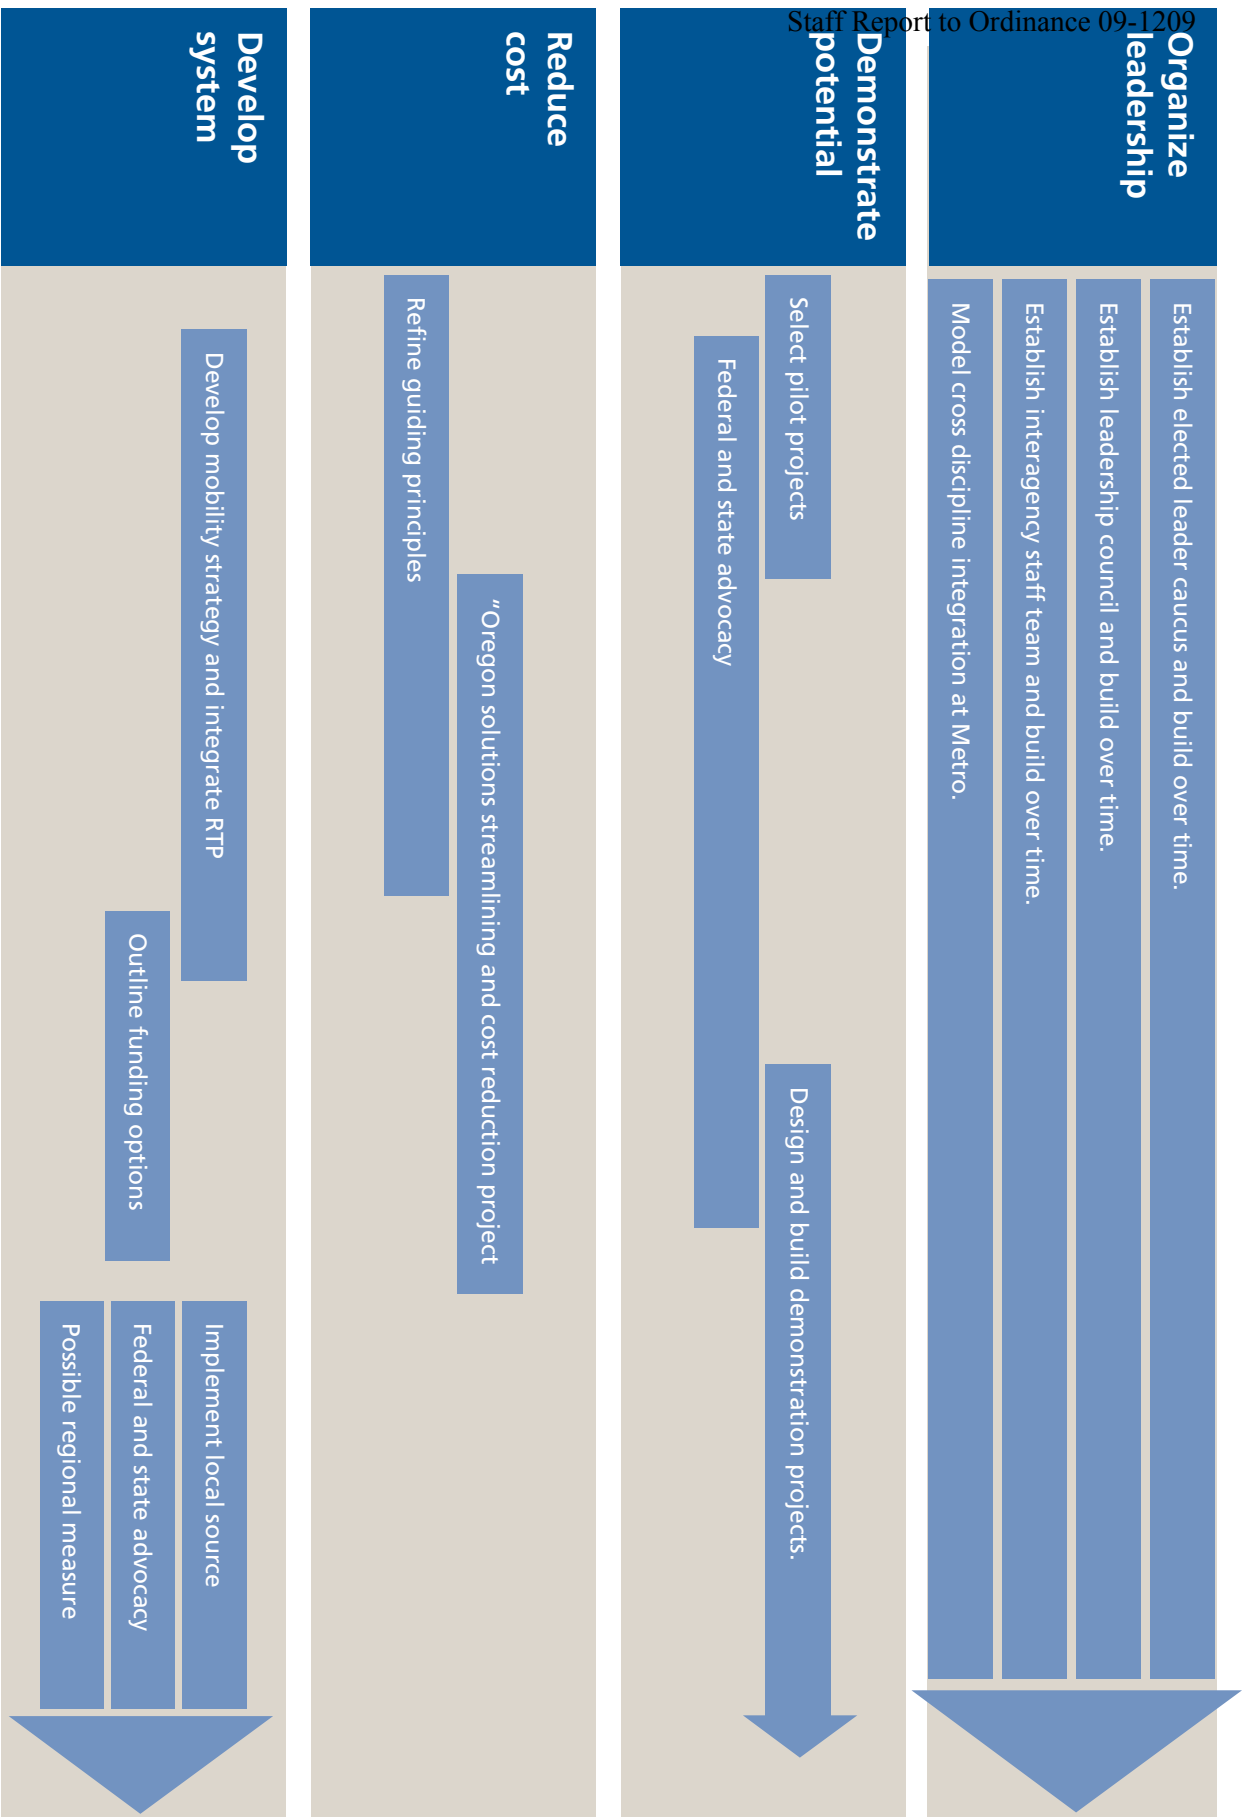 Staff Report to Ordinance 09-1209
Organize
leadership
Establish elected leader caucus and build over time.
Establish leadership council and build over time.
Establish interagency staff team and build over time.
Model cross discipline integration at Metro.
Demonstrate
potential
Select pilot projects
Design and build demonstration projects.
Federal and state advocacy
Reduce
cost
"Oregon solutions streamlining and cost reduction project
Refine guiding principles
Develop
system
Develop mobility strategy and integrate RTP
Outline funding options
Implement local source
Federal and state advocacy
Possible regional measure